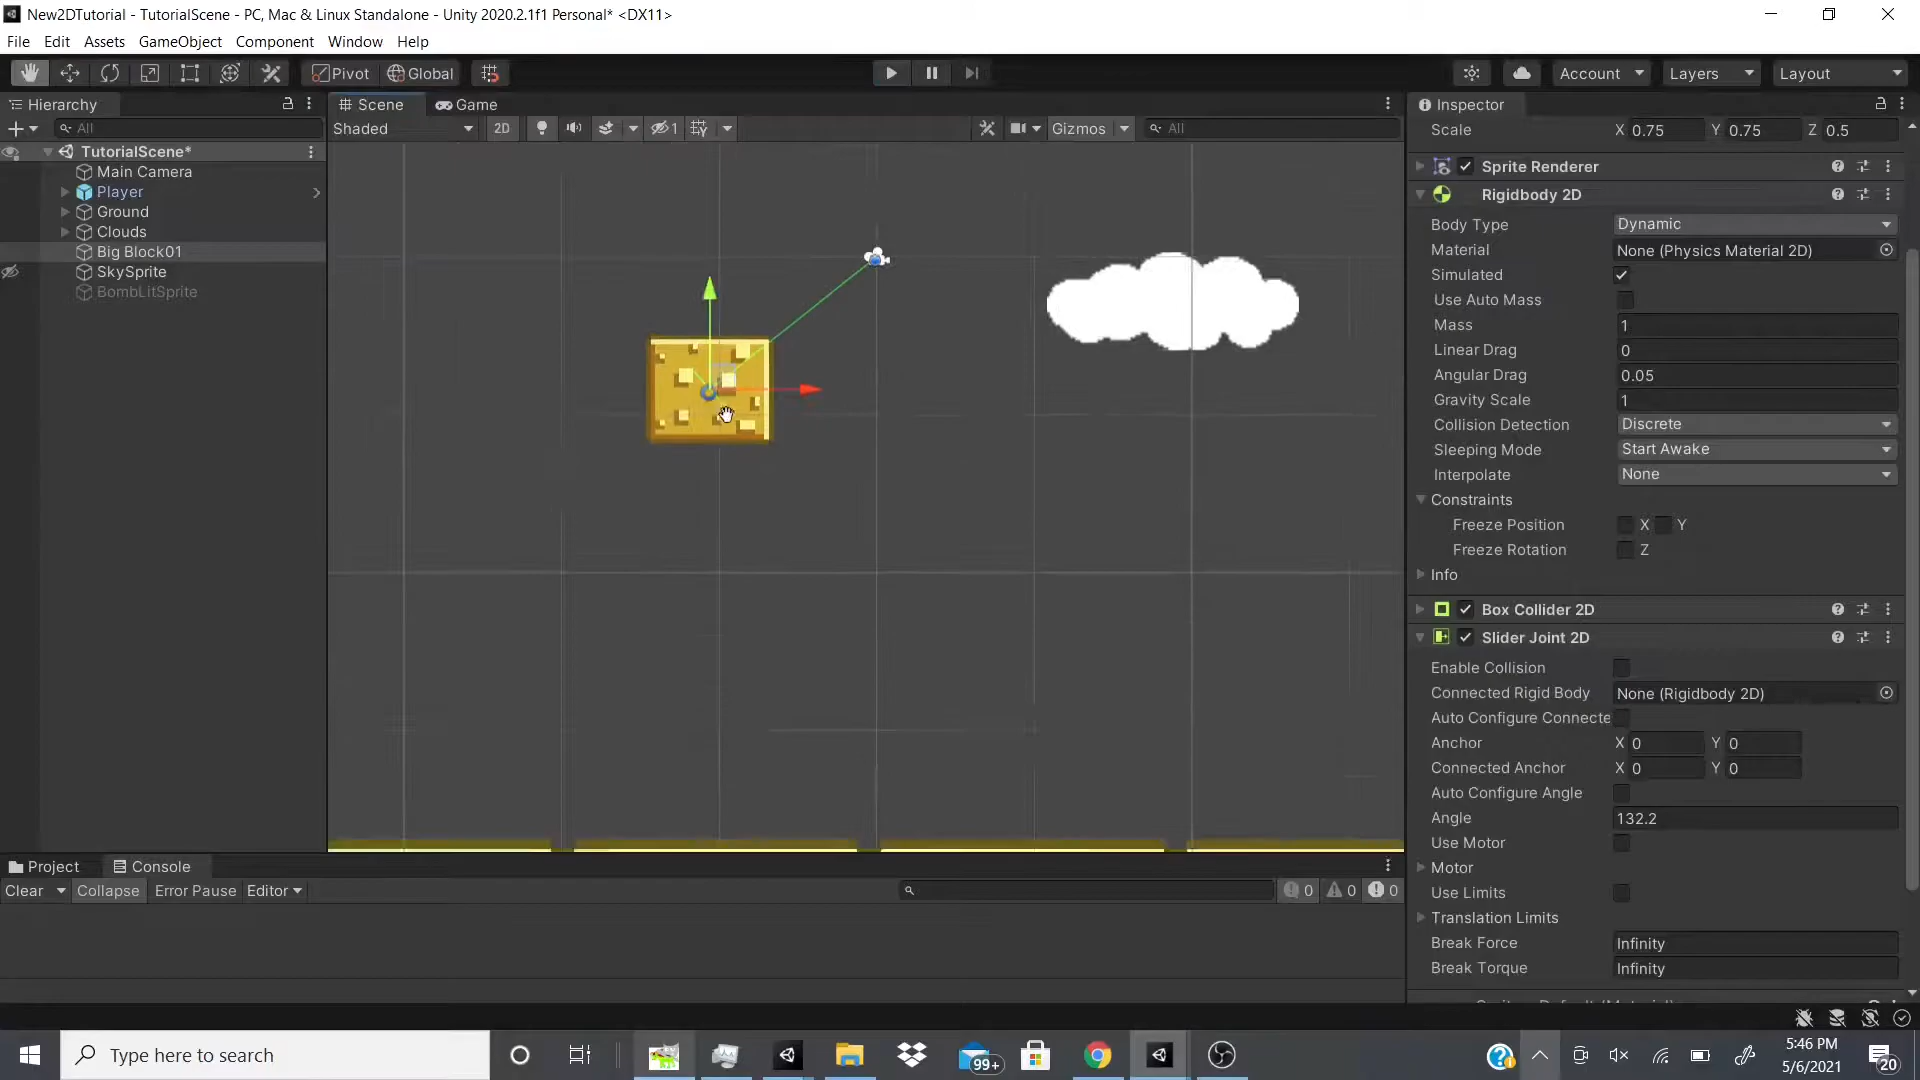 New2DTutorial - TutorialScene - PC, Mac & Linux Standalone - Unity 2020.2.1f1 Personal* <DX11>
File Edit Assets GameObject Component Window Help
Pivot Global Account Layers Layout
Hierarchy Scene Game Inspector
All Shaded 2D 1 Gizmos All Scale X 0.75 Y 0.75 Z 0.5
TutorialScene*
Main Camera
Player
Ground
Clouds
Big Block01
SkySprite
BombLitSprite
Sprite Renderer
Rigidbody 2D
Body Type Dynamic
Material None (Physics Material 2D)
Simulated
Use Auto Mass
Mass 1
Linear Drag 0
Angular Drag 0.05
Gravity Scale 1
Collision Detection Discrete
Sleeping Mode Start Awake
Interpolate None
Constraints
Freeze Position X Y
Freeze Rotation Z
Info
Box Collider 2D
Slider Joint 2D
Enable Collision
Connected Rigid Body None (Rigidbody 2D)
Auto Configure Connecte
Anchor X 0 Y 0
Connected Anchor X 0 Y 0
Auto Configure Angle
Angle 132.2
Use Motor
Motor
Use Limits
Translation Limits
Break Force Infinity
Break Torque Infinity
Project Console
Clear Collapse Error Pause Editor 0 0 0
Type here to search
99+
5:46 PM
5/6/2021
20